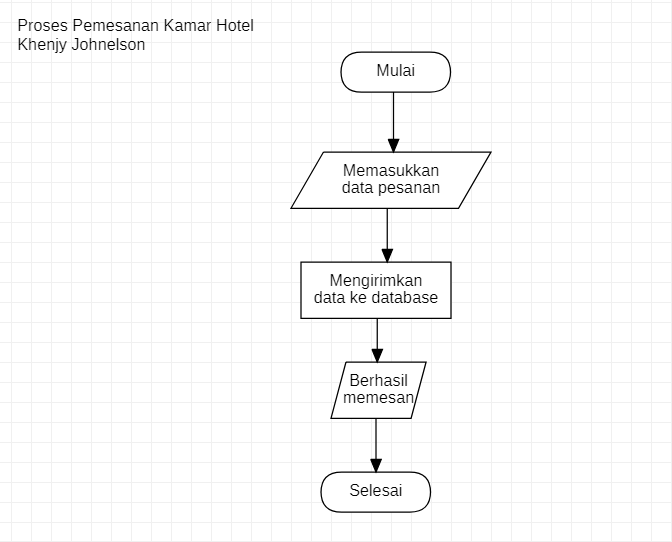 Proses Pemesanan Kamar Hotel
Khenjy Johnelson
Mulai
Memasukkan
data pesanan
Mengirimkan
data ke database
Berhasil
memesan
Selesai